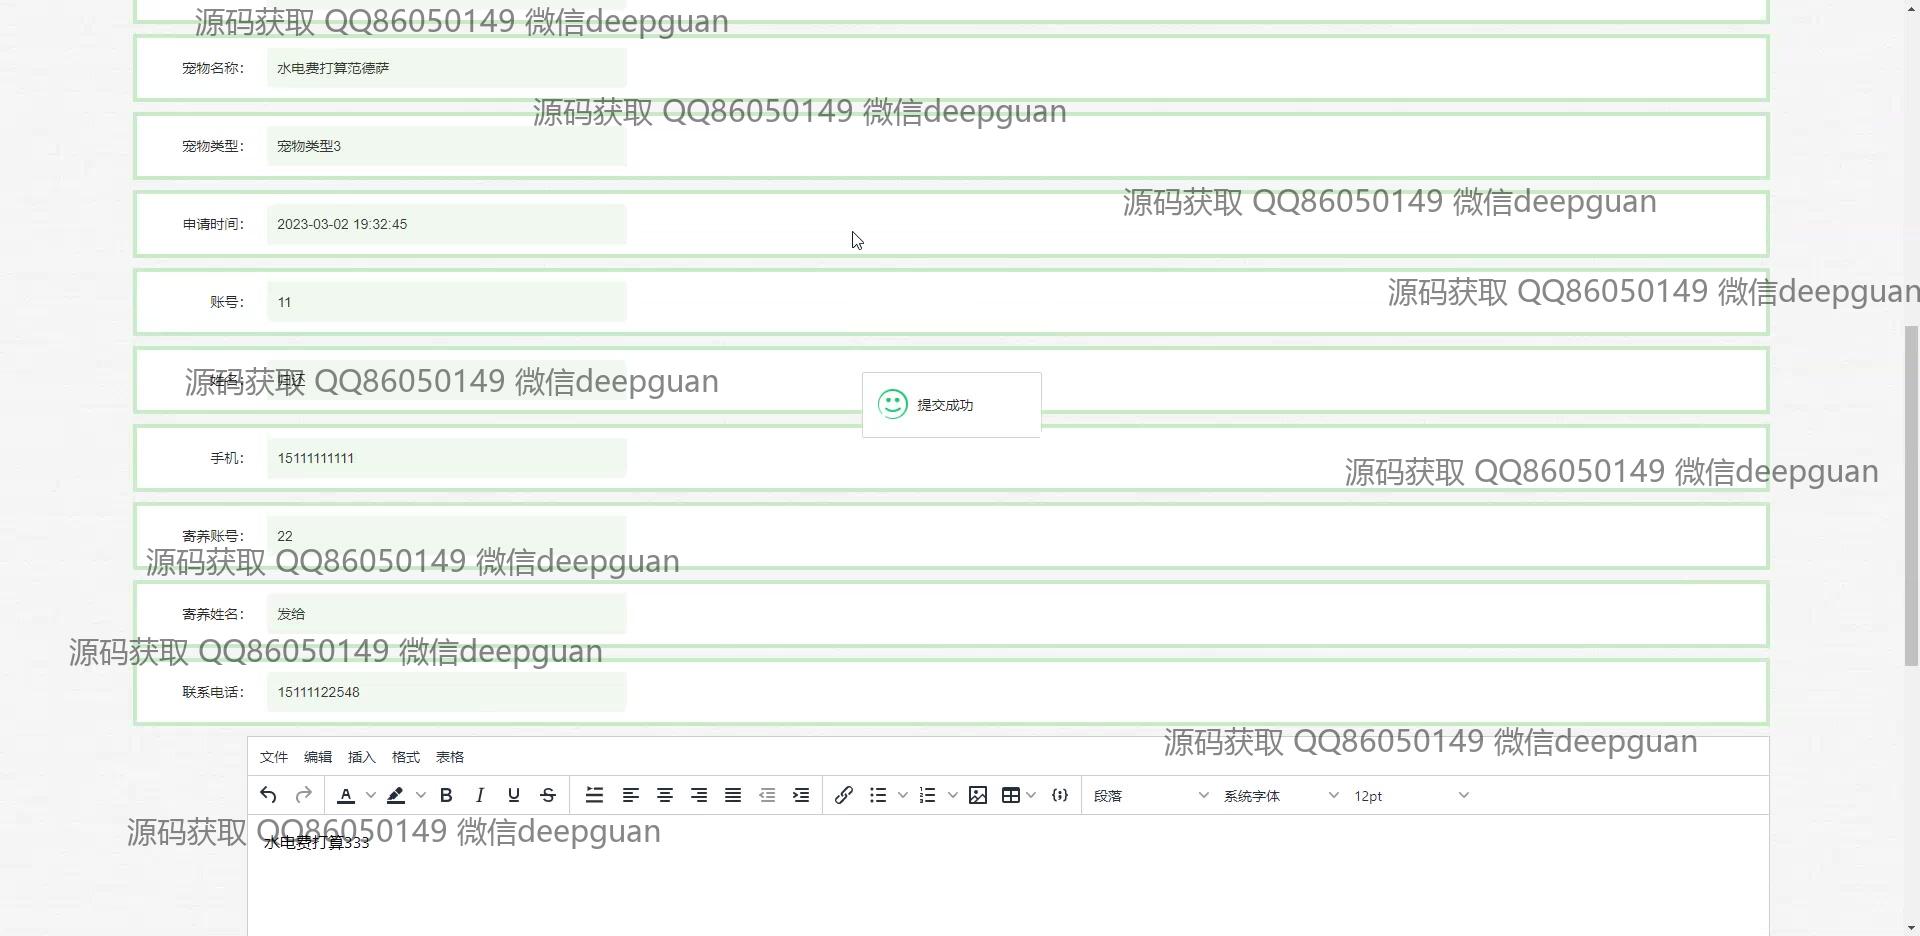 源码获取 QQ86050149 微信deepguan
宠物名称： 水电费打算范德萨
源码获取 QQ86050149 微信deepguan
宠物类型： 宠物类型3
源码获取 QQ86050149 微信deepguan
申请时间： 2023-03-02 19:32:45
源码获取 QQ86050149 微信deepguan
账号： 11
源码获取 QQ86050149 微信deepguan
姓名：
提交成功
手机： 15111111111
源码获取 QQ86050149 微信deepguan
寄养账号： 22
源码获取 QQ86050149 微信deepguan
寄养姓名： 发给
源码获取 QQ86050149 微信deepguan
联系电话： 15111122548
源码获取 QQ86050149 微信deepguan
文件 编辑 插入 格式 表格
段落 系统字体 12pt
源码获取 QQ86050149 微信deepguan
水电费打算333